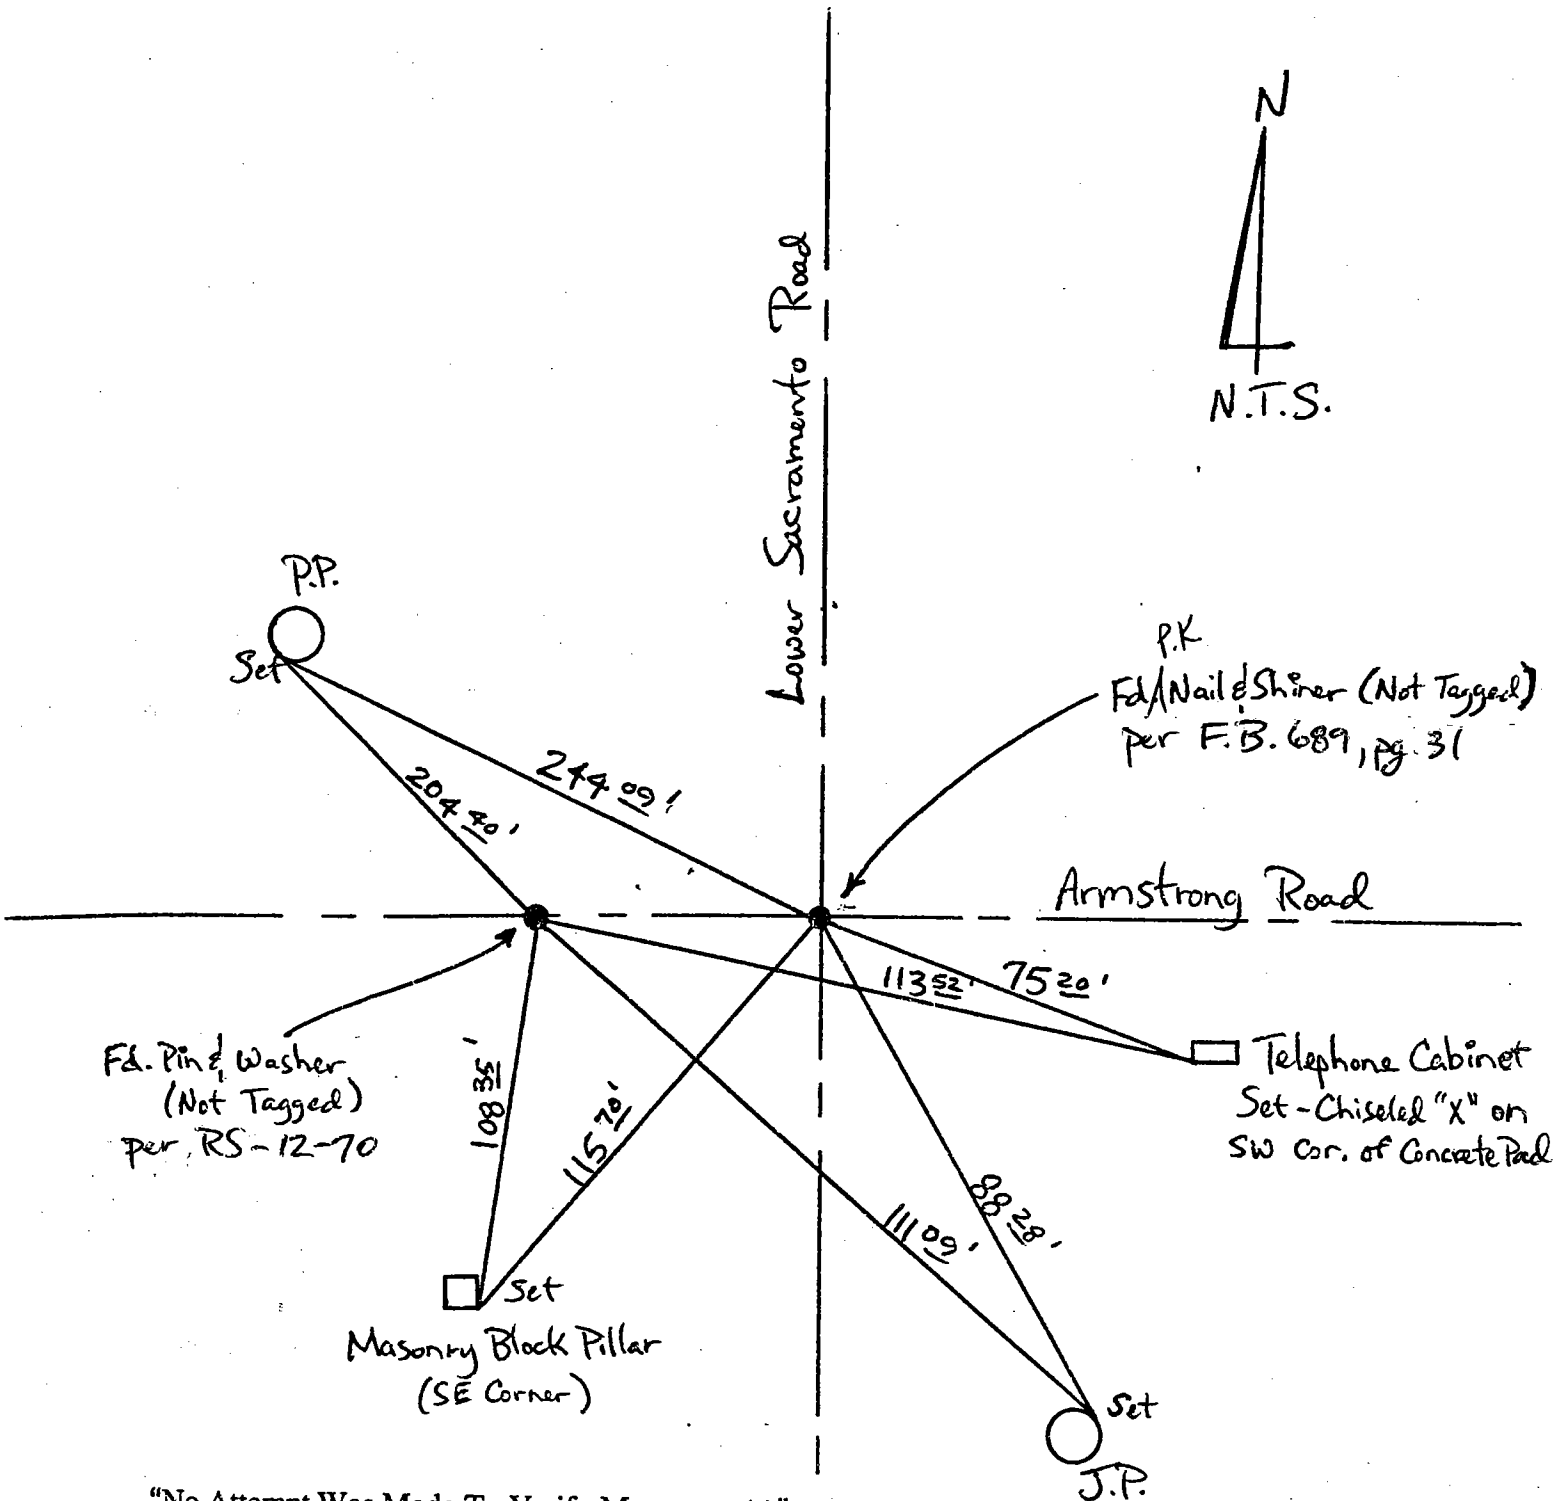 N
N.T.S.
Lower Sacramento Road
P.P.
Set
P.K
Fd/Nail & Shiner (Not Tagged)
per F.B. 689, pg. 31
244 09'
204 40'
Armstrong Road
113 52'
75 20'
Fd. Pin & Washer
(Not Tagged)
per RS-12-70
108 35'
115 70'
Telephone Cabinet
Set-Chiseled "X" on
SW Cor. of Concrete Pad
88 28'
111 09'
Set
Masonry Block Pillar
(SE Corner)
Set
J.P.
"No Attempt Was Made To Verify